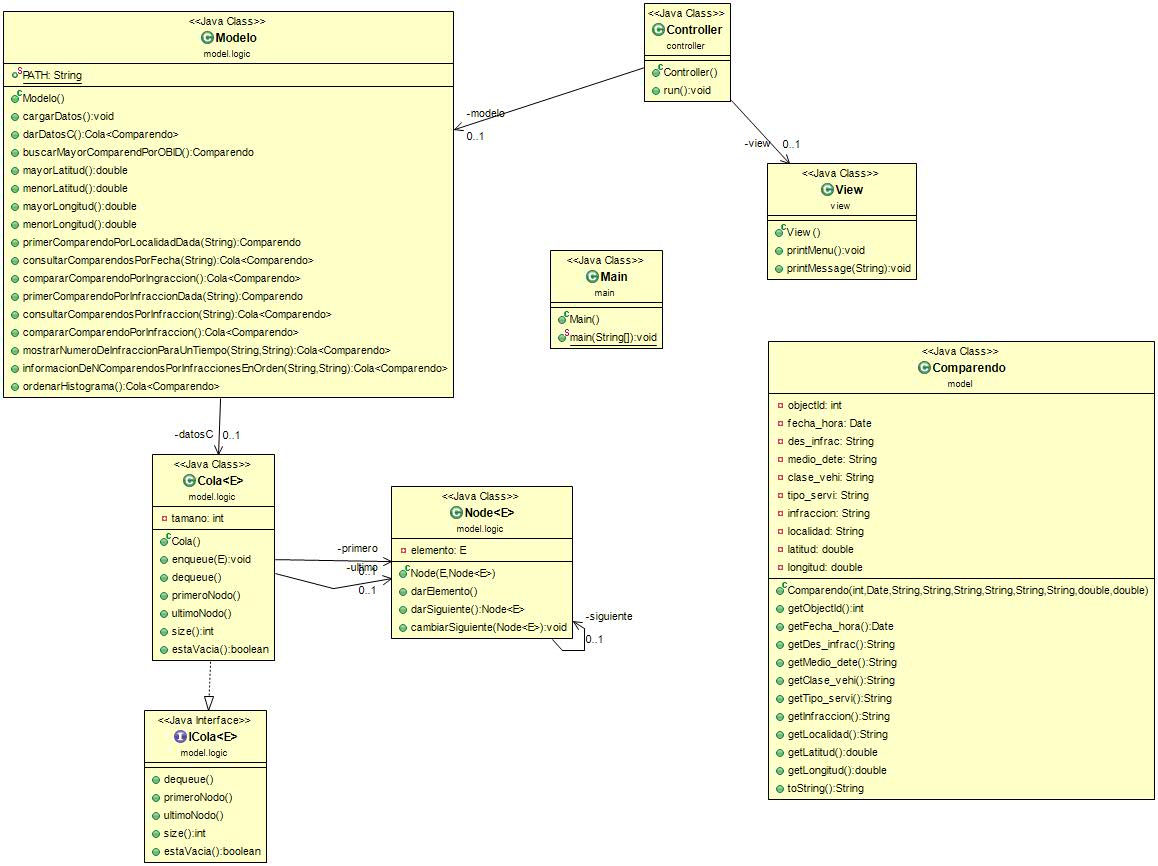 <<Java Class>>
Modelo
model.logic
PATH: String
Modelo()
cargarDatos():void
darDatosC():Cola<Comparendo>
buscarMayorComparendPorOBID():Comparendo
mayorLatitud():double
menorLatitud():double
mayorLongitud():double
menorLongitud():double
primerComparendoPorLocalidadDada(String):Comparendo
consultarComparendosPorFecha(String):Cola<Comparendo>
compararComparendoPorIngraccion():Cola<Comparendo>
primerComparendoPorInfraccionDada(String):Comparendo
consultarComparendosPorInfraccion(String):Cola<Comparendo>
compararComparendoPorInfraccion():Cola<Comparendo>
mostrarNumeroDeInfraccionParaUnTiempo(String,String):Cola<Comparendo>
informacionDeNComparendosPorInfraccionesEnOrden(String,String):Cola<Comparendo>
ordenarHistograma():Cola<Comparendo>
<<Java Class>>
Controller
controller
Controller()
run():void
-modelo
0..1
-view
0..1
<<Java Class>>
View
view
View ()
printMenu():void
printMessage(String):void
<<Java Class>>
Main
main
Main()
main(String[]):void
<<Java Class>>
Comparendo
model
objectId: int
fecha_hora: Date
des_infrac: String
medio_dete: String
clase_vehi: String
tipo_servi: String
infraccion: String
localidad: String
latitud: double
longitud: double
Comparendo(int,Date,String,String,String,String,String,String,double,double)
getObjectId():int
getFecha_hora():Date
getDes_infrac():String
getMedio_dete():String
getClase_vehi():String
getTipo_servi():String
getInfraccion():String
getLocalidad():String
getLatitud():double
getLongitud():double
toString():String
-datosC
0..1
<<Java Class>>
Cola<E>
model.logic
tamano: int
Cola()
enqueue(E):void
dequeue()
primeroNodo()
ultimoNodo()
size():int
estaVacia():boolean
-primero
0..1
-ultimo
0..1
<<Java Class>>
Node<E>
model.logic
elemento: E
Node(E,Node<E>)
darElemento()
darSiguiente():Node<E>
cambiarSiguiente(Node<E>):void
-siguiente
0..1
<<Java Interface>>
ICola<E>
model.logic
dequeue()
primeroNodo()
ultimoNodo()
size():int
estaVacia():boolean